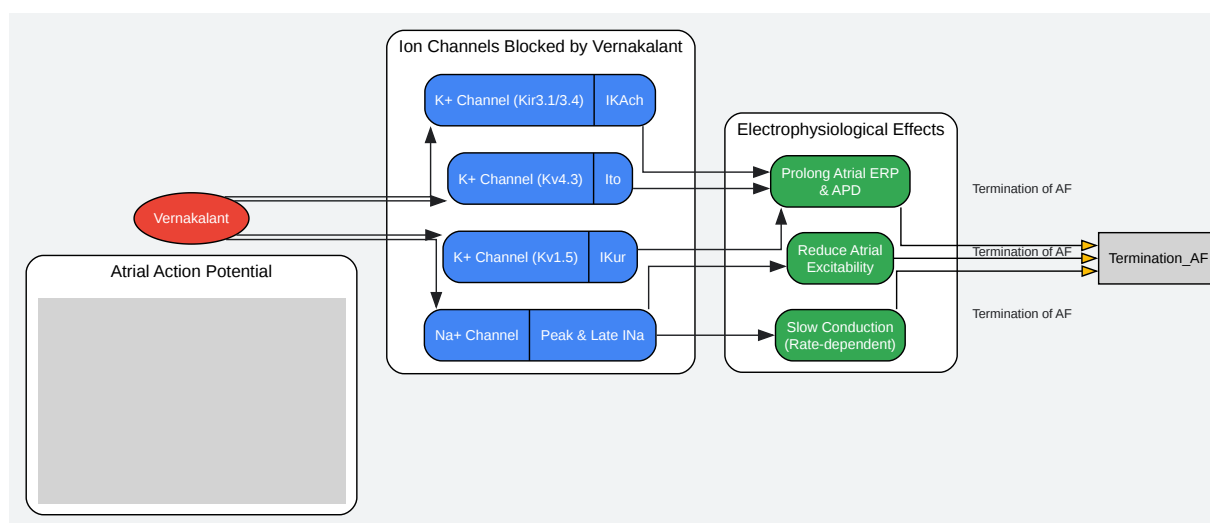 Vernakalant
Atrial Action Potential
Ion Channels Blocked by Vernakalant
K+ Channel (Kir3.1/3.4) IKAch
K+ Channel (Kv4.3) Ito
K+ Channel (Kv1.5) IKur
Na+ Channel Peak & Late INa
Electrophysiological Effects
Prolong Atrial ERP
& APD
Reduce Atrial
Excitability
Slow Conduction
(Rate-dependent)
Termination of AF
Termination of AF
Termination of AF
Termination_AF